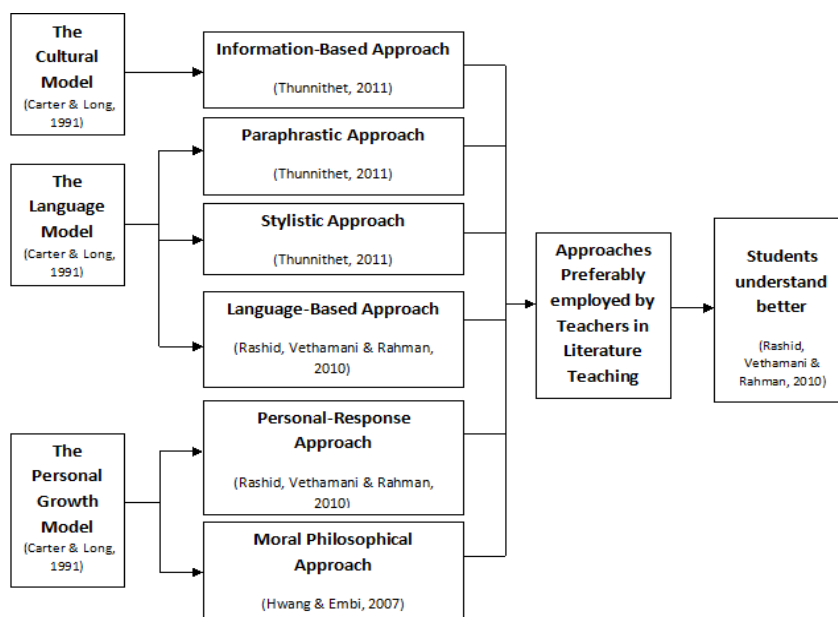 The
Cultural
Model
(Carter & Long,
1991)
Information-Based Approach
(Thunnithet, 2011)
Paraphrastic Approach
(Thunnithet, 2011)
The
Language
Model
(Carter & Long,
1991)
Stylistic Approach
(Thunnithet, 2011)
Language-Based Approach
(Rashid, Vethamani & Rahman,
2010)
Approaches
Preferably
employed by
Teachers in
Literature
Teaching
Students
understand
better
(Rashid,
Vethamani &
Rahman, 2010)
The
Personal
Growth
Model
(Carter & Long,
1991)
Personal-Response
Approach
(Rashid, Vethamani & Rahman,
2010)
Moral Philosophical
Approach
(Hwang & Embi, 2007)